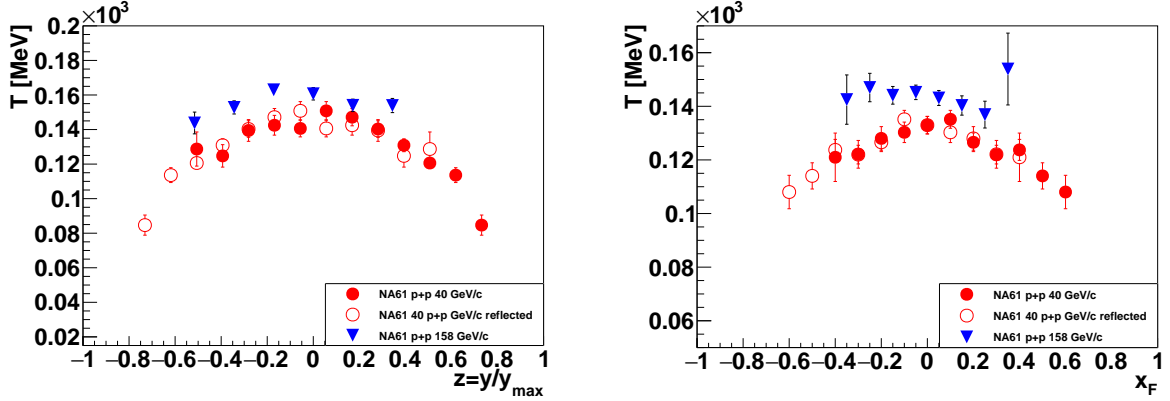 ×10³
T [MeV]
0.2
0.18
0.16
0.14
0.12
0.1
0.08
0.06
0.04
0.02
NA61 p+p 40 GeV/c
NA61 40 p+p GeV/c reflected
NA61 p+p 158 GeV/c
−1 −0.8 −0.6 −0.4 −0.2 0 0.2 0.4 0.6 0.8 1
z=y/y_max
×10³
T [MeV]
0.16
0.14
0.12
0.1
0.08
0.06
NA61 p+p 40 GeV/c
NA61 40 p+p GeV/c reflected
NA61 p+p 158 GeV/c
−1 −0.8 −0.6 −0.4 −0.2 0 0.2 0.4 0.6 0.8 1
x_F